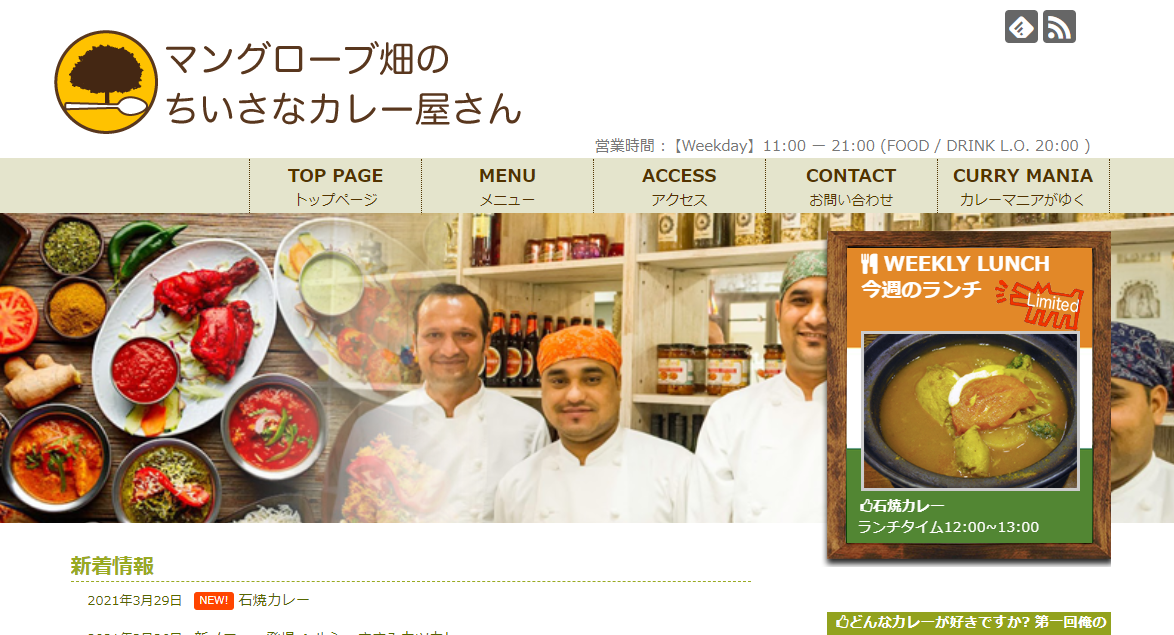 マングローブ畑の
ちいさなカレー屋さん
営業時間：【Weekday】11:00 － 21:00 (FOOD / DRINK L.O. 20:00 )
TOP PAGE
トップページ
MENU
メニュー
ACCESS
アクセス
CONTACT
お問い合わせ
CURRY MANIA
カレーマニアがゆく
WEEKLY LUNCH
今週のランチ
Limited
石焼カレー
ランチタイム12:00~13:00
新着情報
2021年3月29日 NEW! 石焼カレー
どんなカレーが好きですか? 第一回俺の